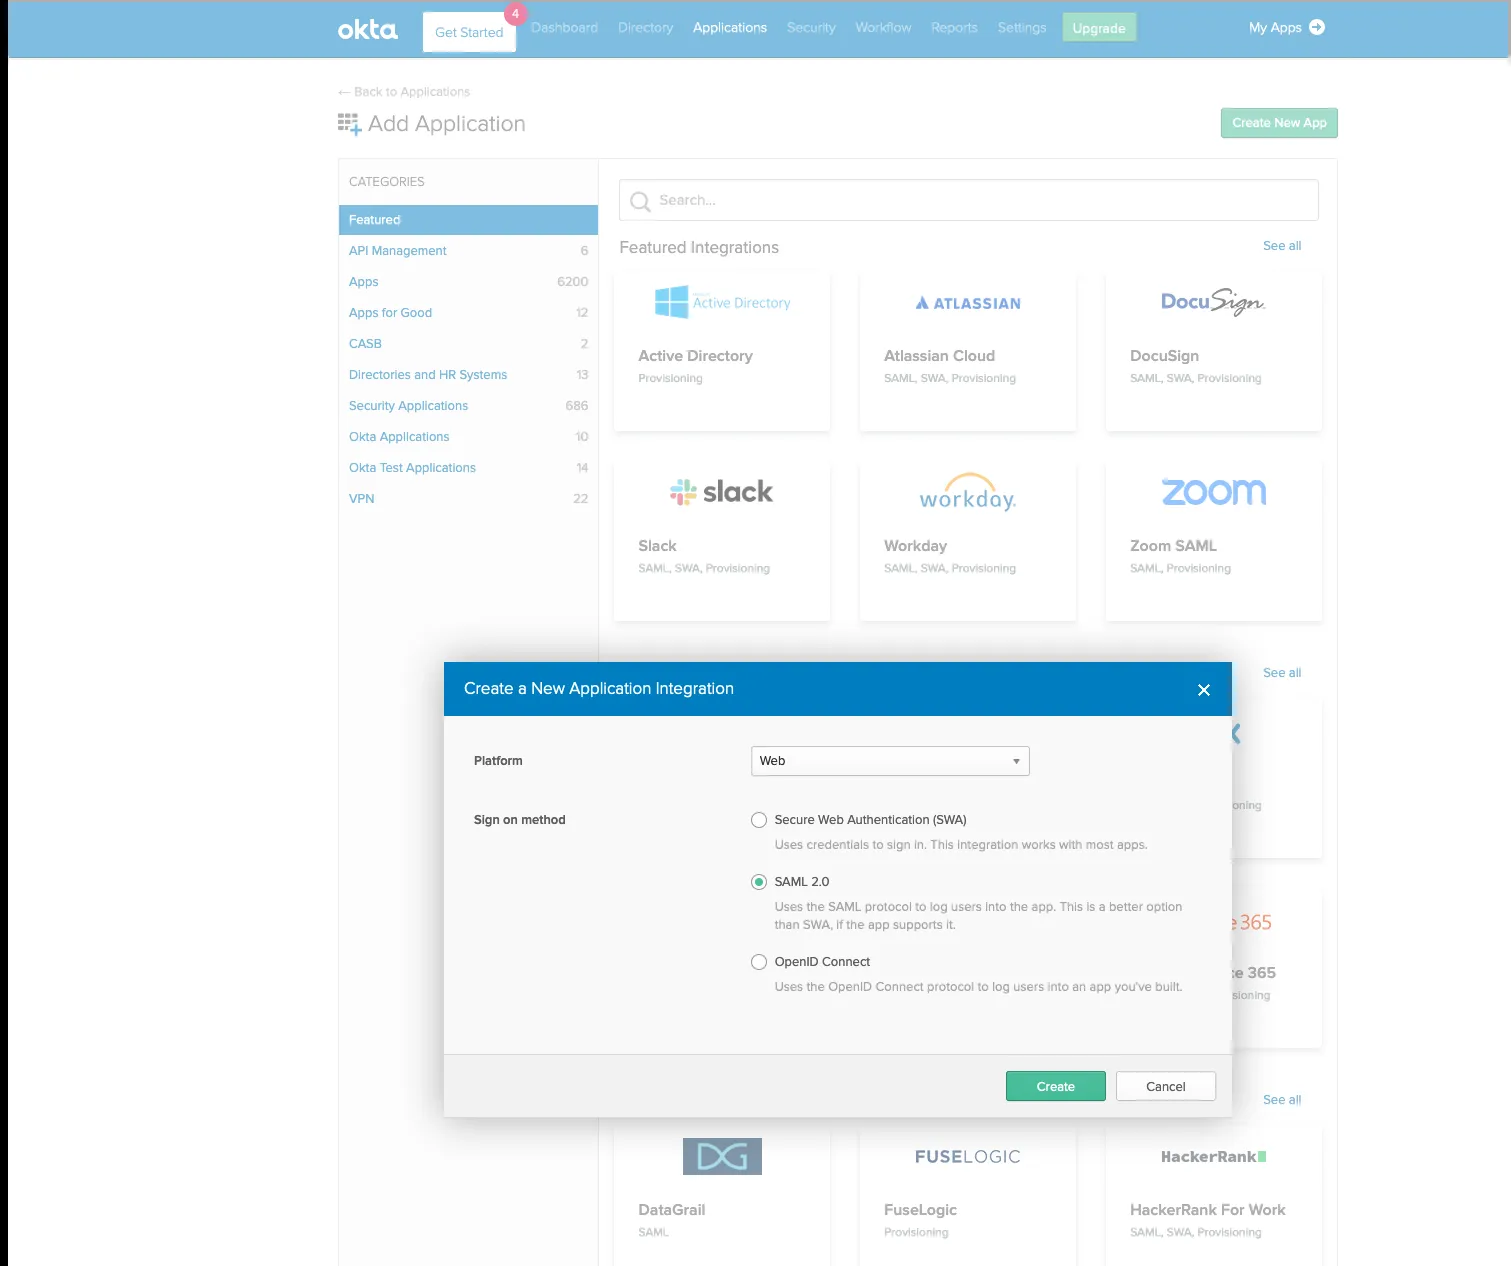 okta
Get Started
4
Dashboard
Directory
Applications
Security
Workflow
Reports
Settings
Upgrade
My Apps
← Back to Applications
Add Application
Create New App
CATEGORIES
Featured
API Management 6
Apps 6200
Apps for Good 12
CASB 2
Directories and HR Systems 13
Security Applications 686
Okta Applications 10
Okta Test Applications 14
VPN 22
Search...
Featured Integrations
See all
Active Directory
Active Directory
Provisioning
ATLASSIAN
Atlassian Cloud
SAML, SWA, Provisioning
DocuSign
DocuSign
SAML, SWA, Provisioning
slack
Slack
SAML, SWA, Provisioning
workday.
Workday
SAML, SWA, Provisioning
zoom
Zoom SAML
SAML, Provisioning
See all
Create a New Application Integration
Platform
Web
Sign on method
Secure Web Authentication (SWA)
Uses credentials to sign in. This integration works with most apps.
SAML 2.0
Uses the SAML protocol to log users into the app. This is a better option
than SWA, if the app supports it.
OpenID Connect
Uses the OpenID Connect protocol to log users into an app you've built.
Create
Cancel
oning
e 365
ce 365
sioning
See all
DG
DataGrail
SAML
FUSELOGIC
FuseLogic
Provisioning
HackerRank
HackerRank For Work
SAML, SWA, Provisioning